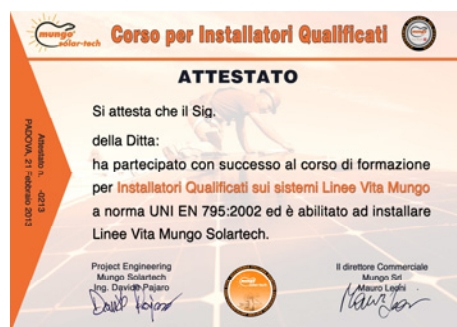 mungo
solar-tech
Corso per Installatori Qualificati
ATTESTATO
Si attesta che il Sig.
della Ditta:
ha partecipato con successo al corso di formazione
per Installatori Qualificati sui sistemi Linee Vita Mungo
a norma UNI EN 795:2002 ed è abilitato ad installare
Linee Vita Mungo Solartech.
Project Engineering
Mungo Solartech
Ing. Davide Pajaro
Il direttore Commerciale
Mungo Srl
Mauro Leoni
Attestato n. -0213
PADOVA, 21 Febbraio 2013